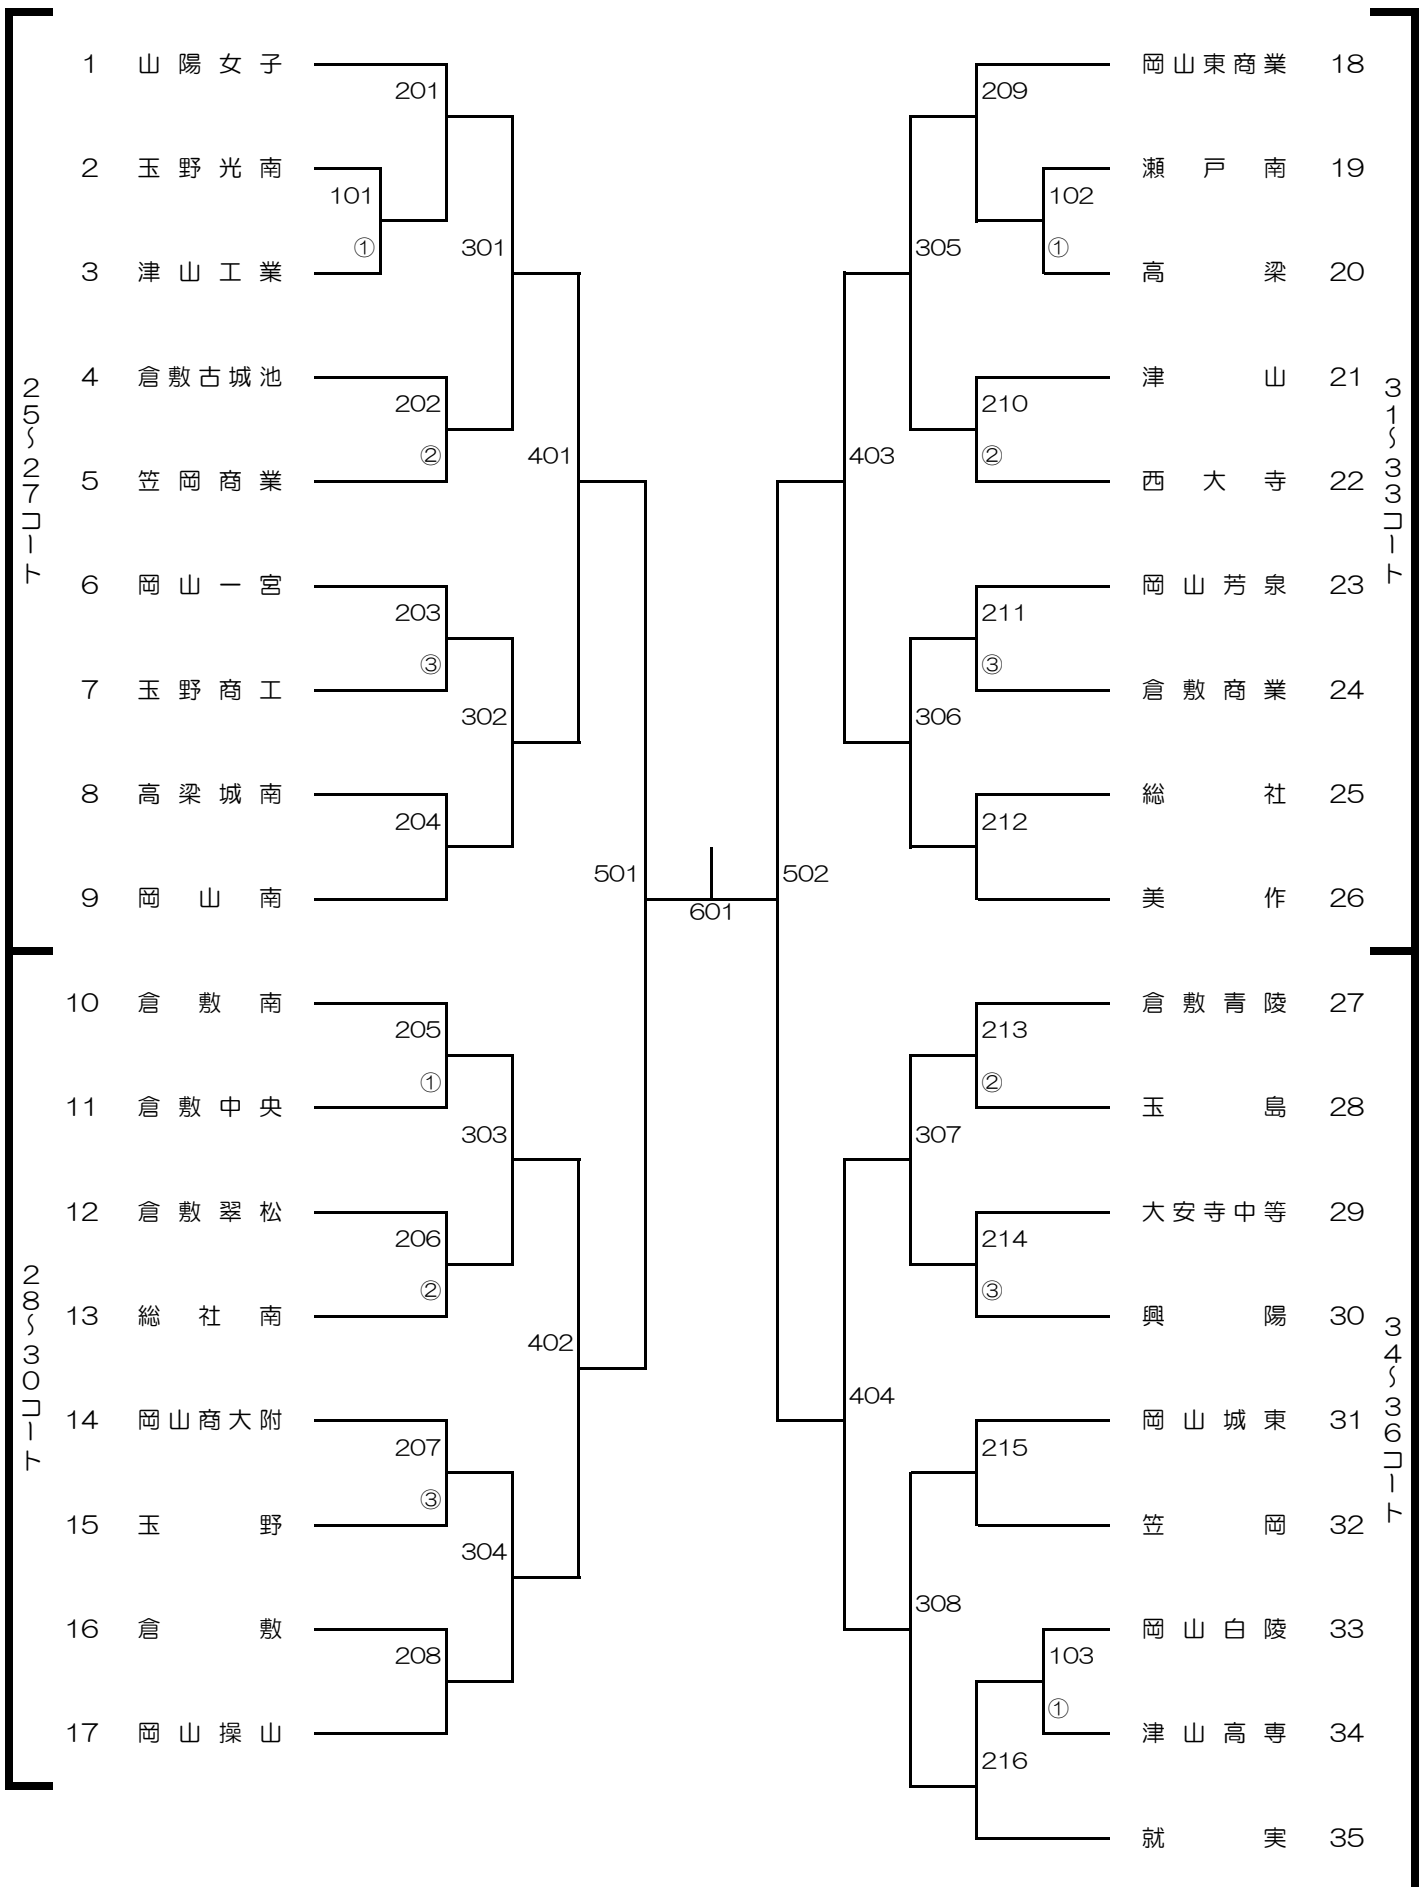 25〜27コート
1 山陽女子
201
2 玉野光南
101
①
3 津山工業
301
4 倉敷古城池
202
②
5 笠岡商業
401
6 岡山一宮
203
③
7 玉野商工
302
8 高梁城南
204
9 岡山南
501
28〜30コート
10 倉敷南
205
①
11 倉敷中央
303
12 倉敷翠松
206
②
13 総社南
402
14 岡山商大附
207
③
15 玉野
304
16 倉敷
208
17 岡山操山
601
31〜33コート
岡山東商業 18
209
瀬戸南 19
102
①
高梁 20
305
津山 21
210
②
西大寺 22
403
岡山芳泉 23
211
③
倉敷商業 24
306
総社 25
212
美作 26
502
34〜36コート
倉敷青陵 27
213
②
玉島 28
307
大安寺中等 29
214
③
興陽 30
404
岡山城東 31
215
笠岡 32
308
岡山白陵 33
103
①
津山高専 34
216
就実 35